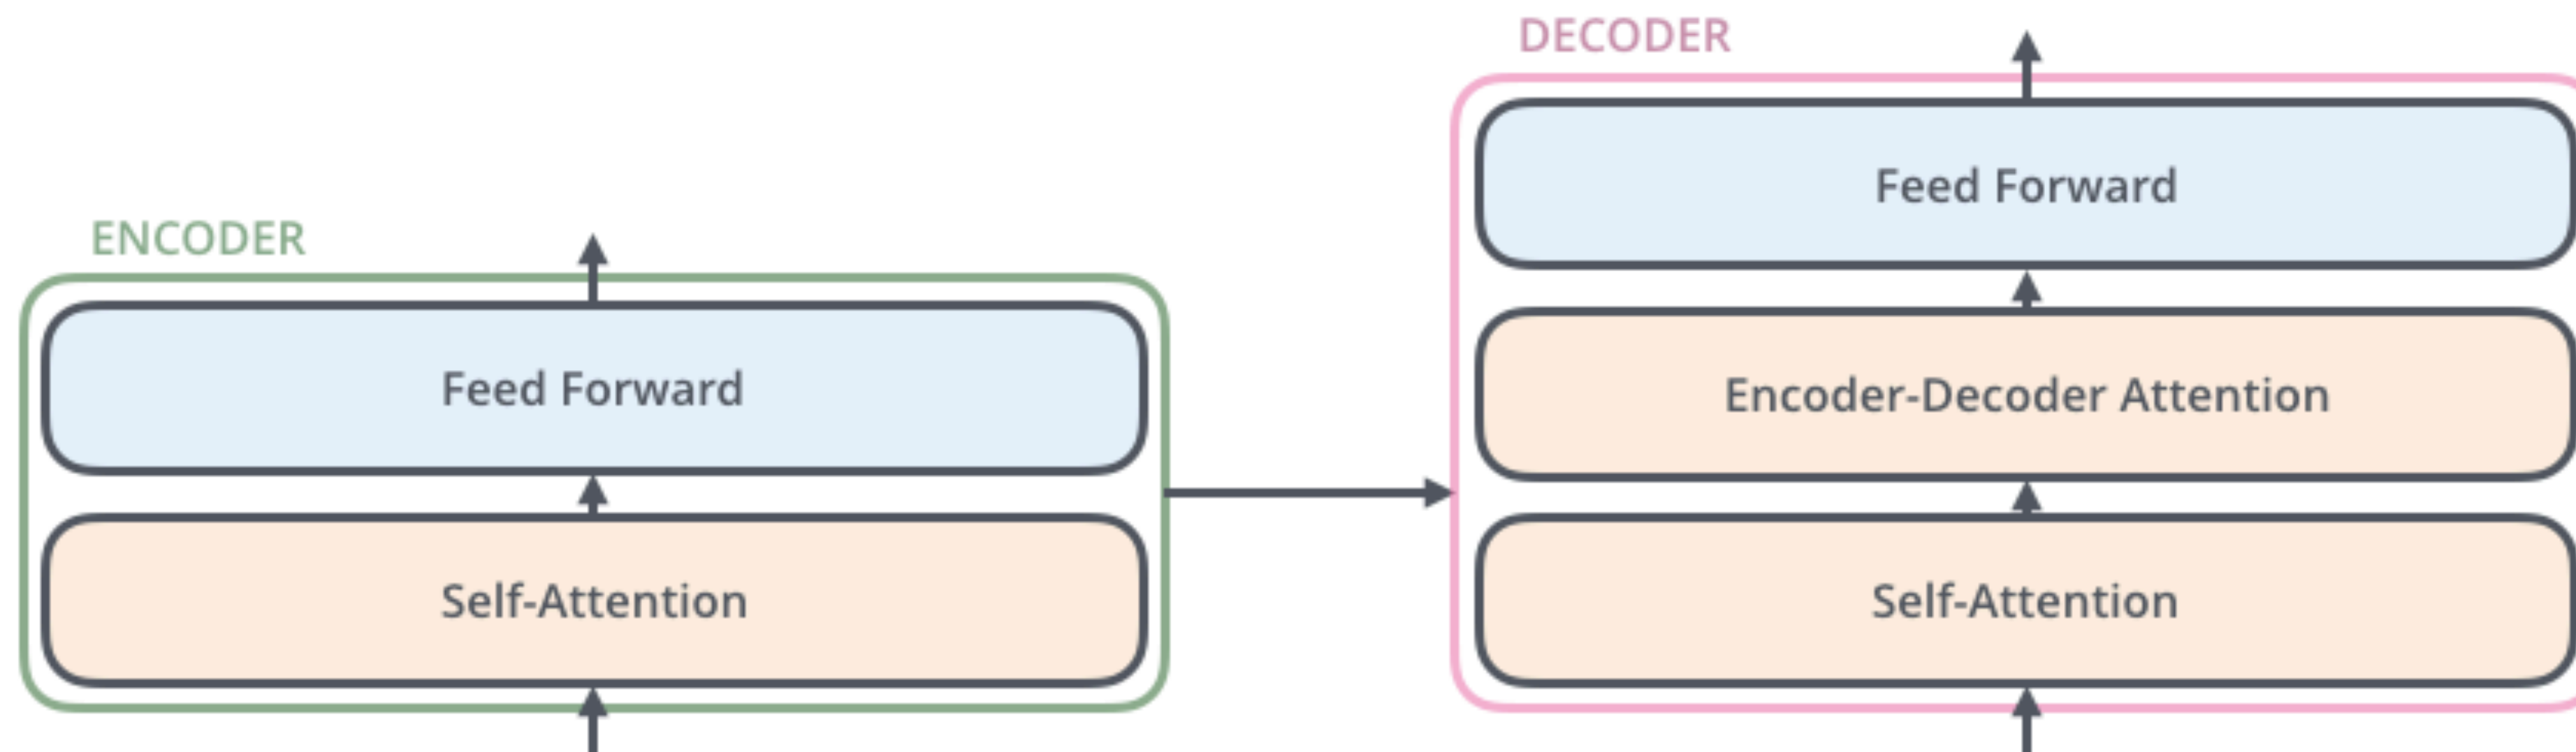 ENCODER
Feed Forward
Self-Attention
DECODER
Feed Forward
Encoder-Decoder Attention
Self-Attention